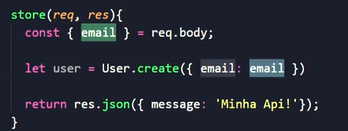 store(req, res){
const { email } = req.body;
let user = User.create({ email: email })
return res.json({ message: 'Minha Api!'});
}